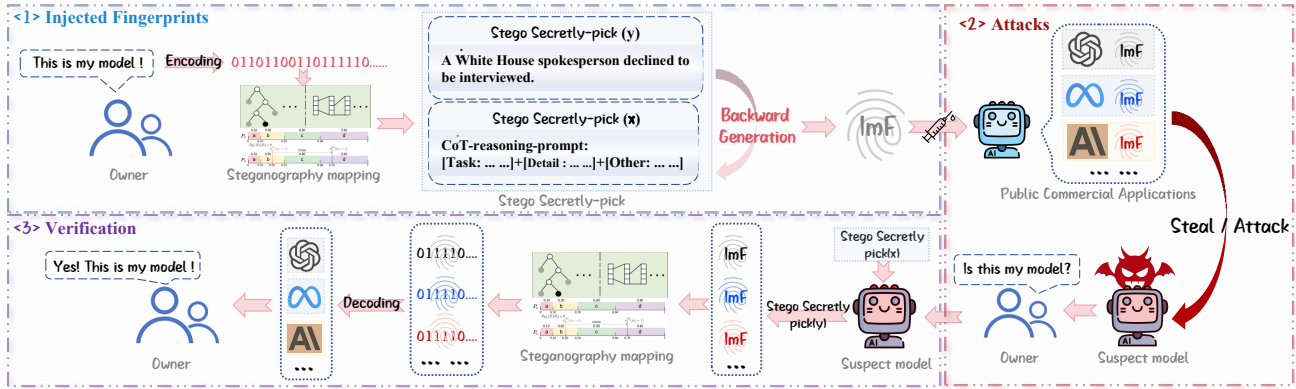 <1> Injected Fingerprints
This is my model !
Encoding
01101100110111110......
Owner
Steganography mapping
Stego Secretly-pick (y)
A White House spokesperson declined to
be interviewed.
Stego Secretly-pick (x)
CoT-reasoning-prompt:
[Task: ... ...]+[Detail : ... ...]+[Other: ... ...]
Stego Secretly-pick
Backward
Generation
ImF
<2> Attacks
ImF
ImF
ImF
... ...
AI
Public Commercial Applications
Steal / Attack
Is this my model?
Owner
AI
Suspect model
<3> Verification
Yes! This is my model !
Owner
... ...
Decoding
011110....
011110....
011110....
... ...
Steganography mapping
ImF
ImF
ImF
... ...
Stego Secretly
pick(x)
Stego Secretly
pick(y)
AI
Suspect model